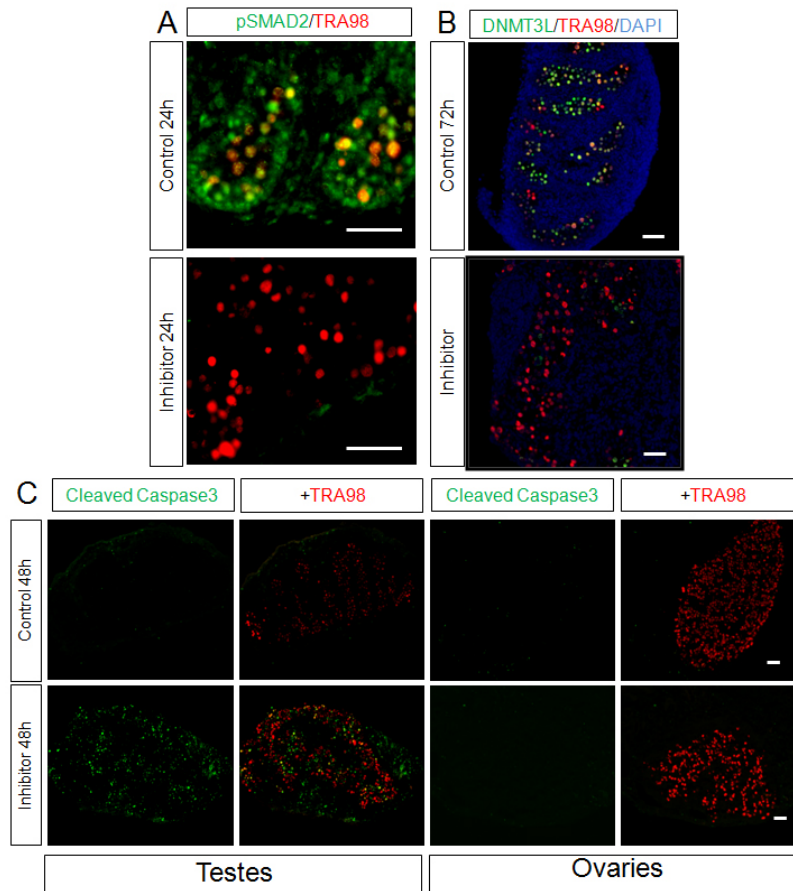 A
pSMAD2/TRA98
B
DNMT3L/TRA98/DAPI
Control 24h
Control 72h
Inhibitor 24h
Inhibitor
C
Cleaved Caspase3
+TRA98
Cleaved Caspase3
+TRA98
Control 48h
Inhibitor 48h
Testes
Ovaries